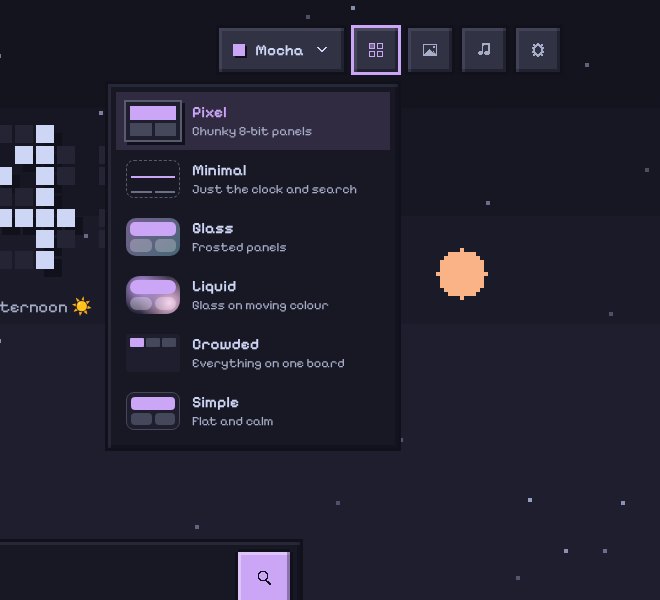 Mocha
Pixel
Chunky 8-bit panels
Minimal
Just the clock and search
Glass
Frosted panels
ternoon ☀️
Liquid
Glass on moving colour
Crowded
Everything on one board
Simple
Flat and calm